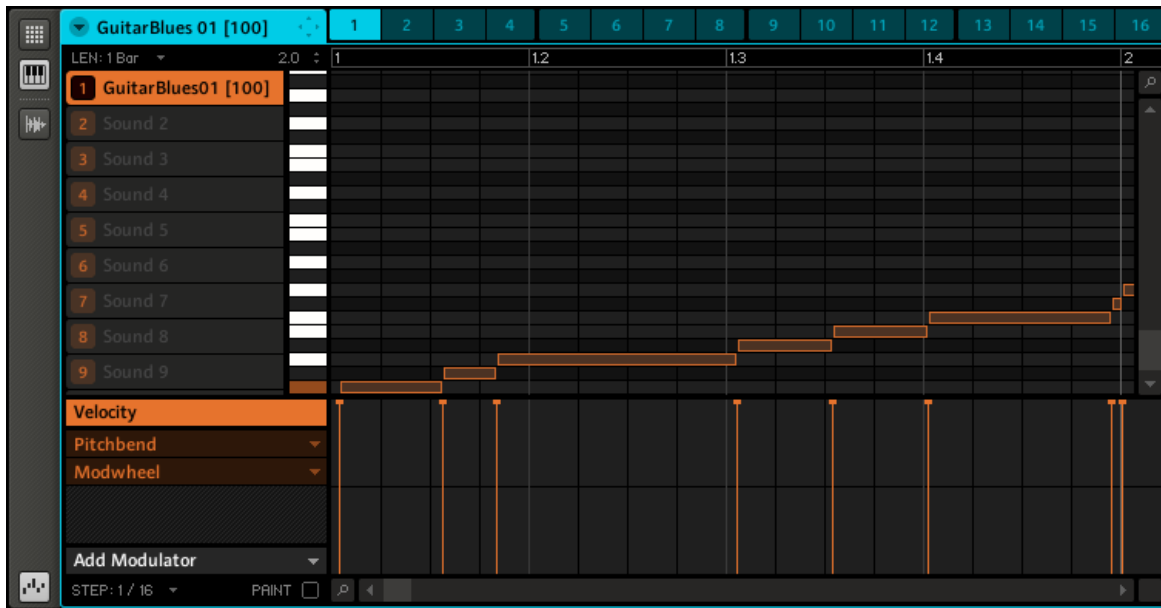 GuitarBlues 01 [100] 1 2 3 4 5 6 7 8 9 10 11 12 13 14 15 16
LEN: 1 Bar 2.0 1 1.2 1.3 1.4 2
1 GuitarBlues01 [100]
2 Sound 2
3 Sound 3
4 Sound 4
5 Sound 5
6 Sound 6
7 Sound 7
8 Sound 8
9 Sound 9
Velocity
Pitchbend
Modwheel
Add Modulator
STEP: 1 / 16 PAINT